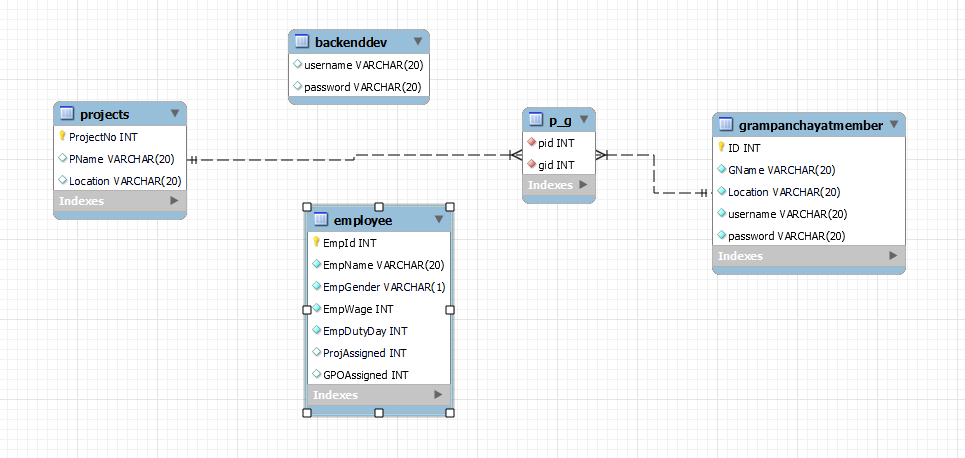 backenddev
username VARCHAR(20)
password VARCHAR(20)
projects
ProjectNo INT
PName VARCHAR(20)
Location VARCHAR(20)
Indexes
p_g
pid INT
gid INT
Indexes
grampanchayatmember
ID INT
GName VARCHAR(20)
Location VARCHAR(20)
username VARCHAR(20)
password VARCHAR(20)
Indexes
employee
EmpId INT
EmpName VARCHAR(20)
EmpGender VARCHAR(1)
EmpWage INT
EmpDutyDay INT
ProjAssigned INT
GPOAssigned INT
Indexes